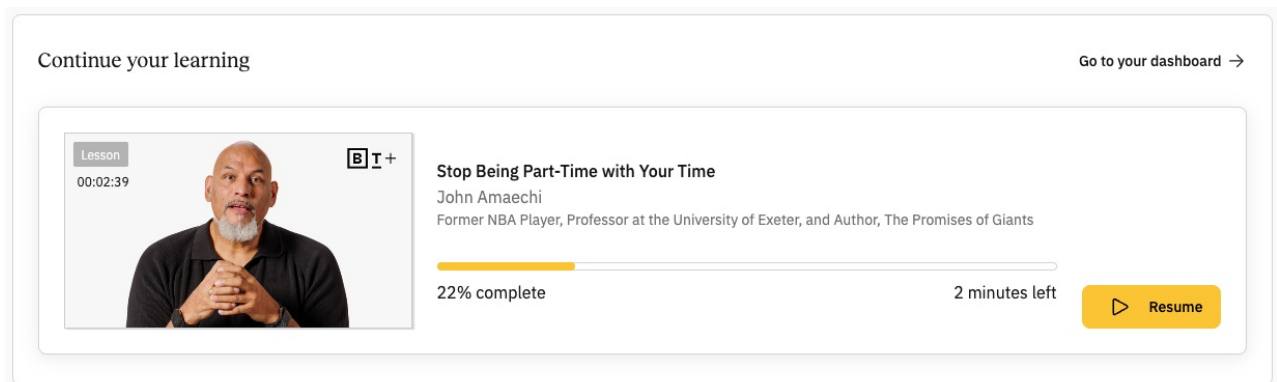 Continue your learning
Go to your dashboard →
Lesson
00:02:39
B T+
Stop Being Part-Time with Your Time
John Amaechi
Former NBA Player, Professor at the University of Exeter, and Author, The Promises of Giants
22% complete
2 minutes left
Resume